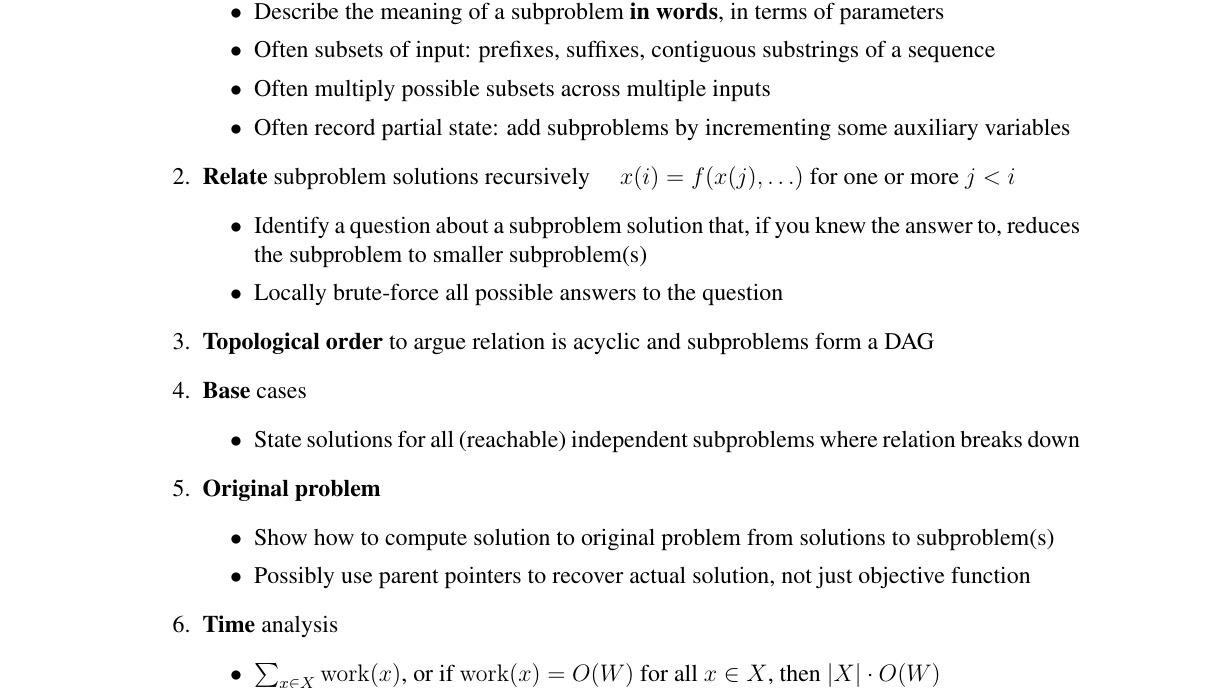 • Describe the meaning of a subproblem in words, in terms of parameters
• Often subsets of input: prefixes, suffixes, contiguous substrings of a sequence
• Often multiply possible subsets across multiple inputs
• Often record partial state: add subproblems by incrementing some auxiliary variables
2. Relate subproblem solutions recursively x(i) = f(x(j), . . .) for one or more j < i
• Identify a question about a subproblem solution that, if you knew the answer to, reduces
the subproblem to smaller subproblem(s)
• Locally brute-force all possible answers to the question
3. Topological order to argue relation is acyclic and subproblems form a DAG
4. Base cases
• State solutions for all (reachable) independent subproblems where relation breaks down
5. Original problem
• Show how to compute solution to original problem from solutions to subproblem(s)
• Possibly use parent pointers to recover actual solution, not just objective function
6. Time analysis
• ∑x∈X work(x), or if work(x) = O(W) for all x ∈ X, then |X| · O(W)